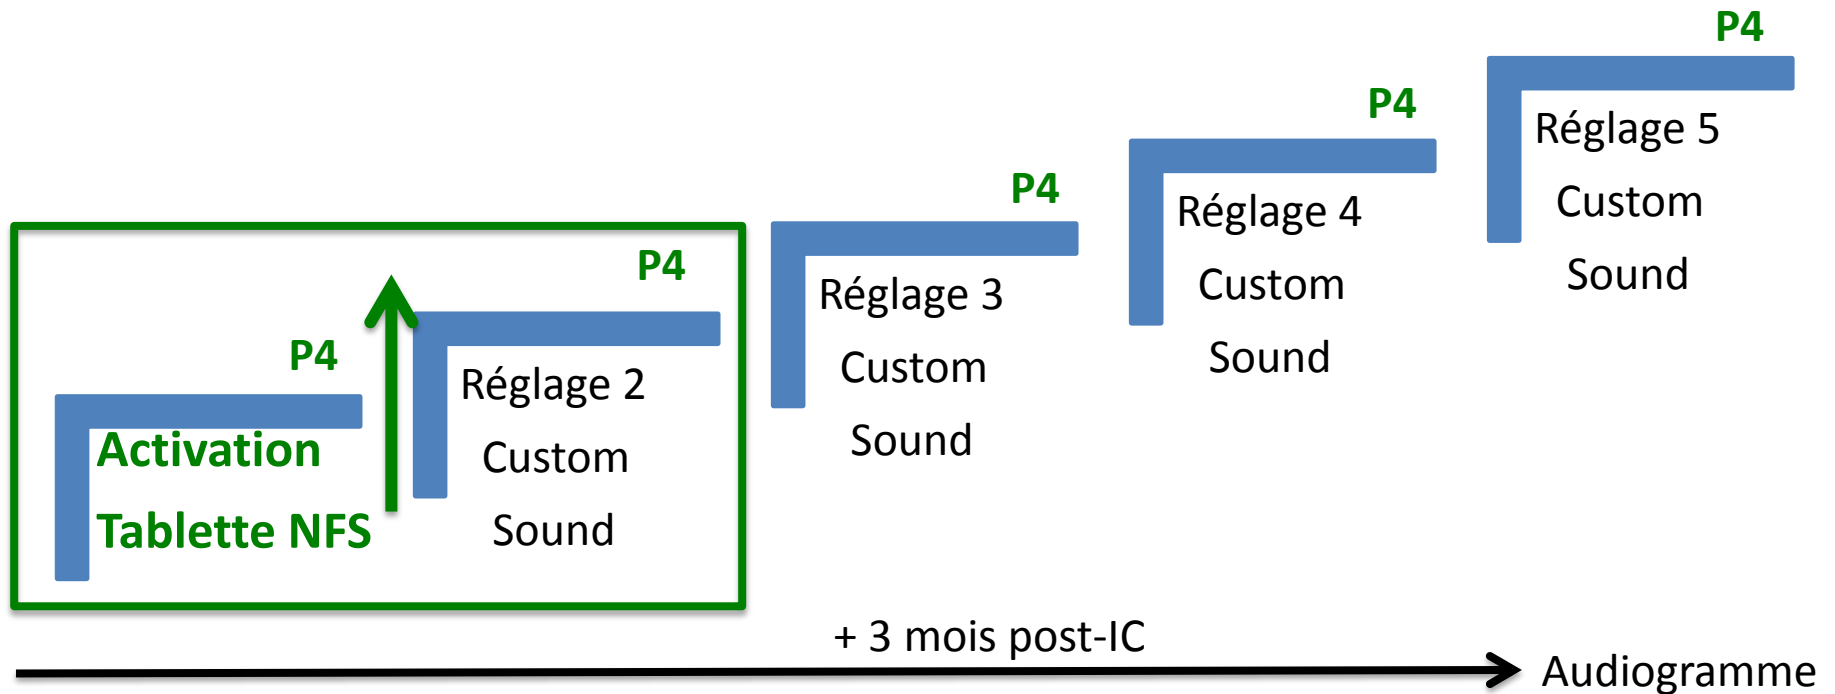 P4
Activation
Tablette NFS
P4
Réglage 2
Custom
Sound
P4
Réglage 3
Custom
Sound
P4
Réglage 4
Custom
Sound
P4
Réglage 5
Custom
Sound
+ 3 mois post-IC
Audiogramme